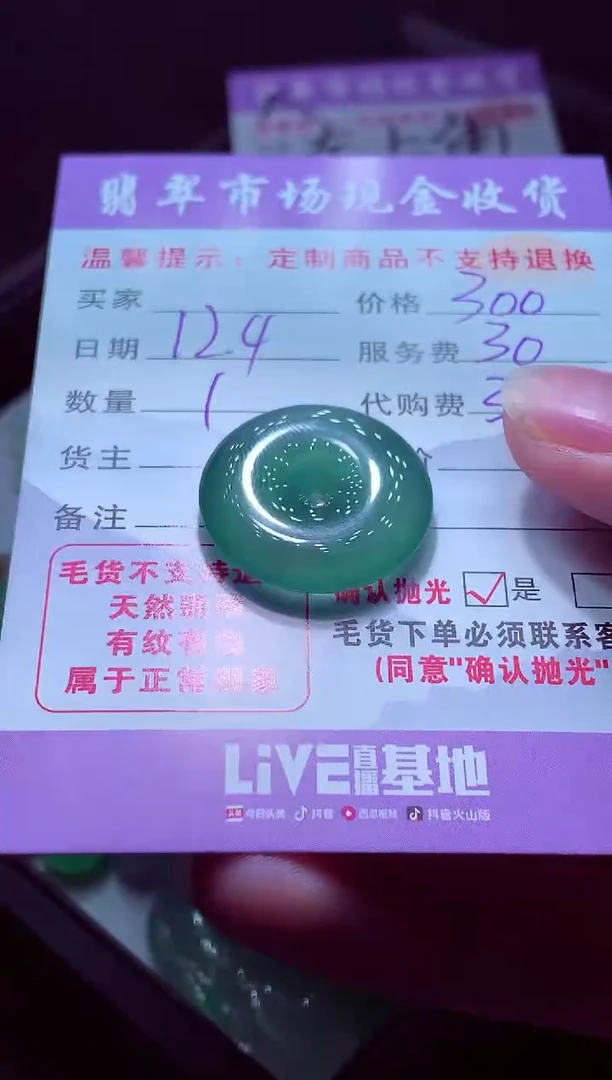 翡翠市场现金收货
温馨提示：定制商品不支持退换
买家 价格 300
日期 124 服务费 30
数量 1 代购费
货主
备注
毛货不支持
确认抛光 是
天然翡翠
毛货下单必须联系客
有纹
(同意"确认抛光"
属于正常现象
LiVE直播基地
今日头条 抖音 西瓜视频 抖音火山版